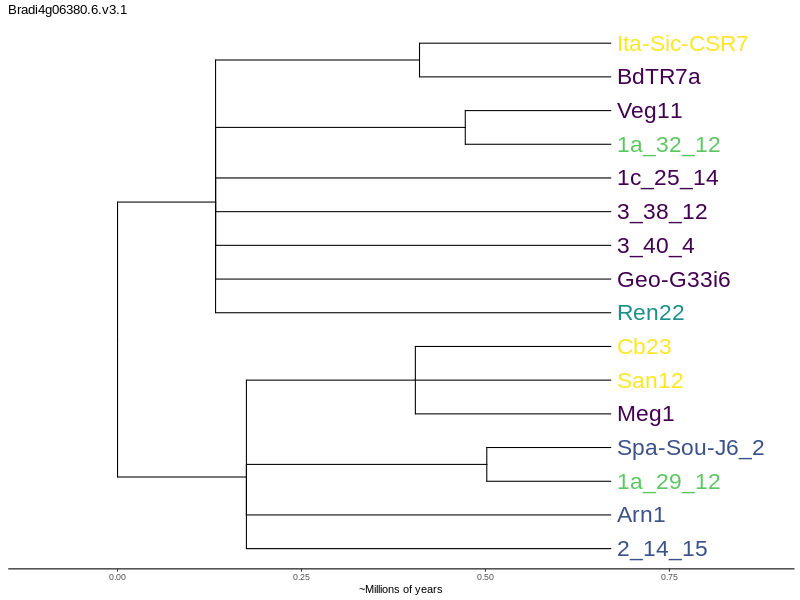 Bradi4g06380.6.v3.1
Ita-Sic-CSR7
BdTR7a
Veg11
1a_32_12
1c_25_14
3_38_12
3_40_4
Geo-G33i6
Ren22
Cb23
San12
Meg1
Spa-Sou-J6_2
1a_29_12
Arn1
2_14_15
0.00 0.25 0.50 0.75
~Millions of years